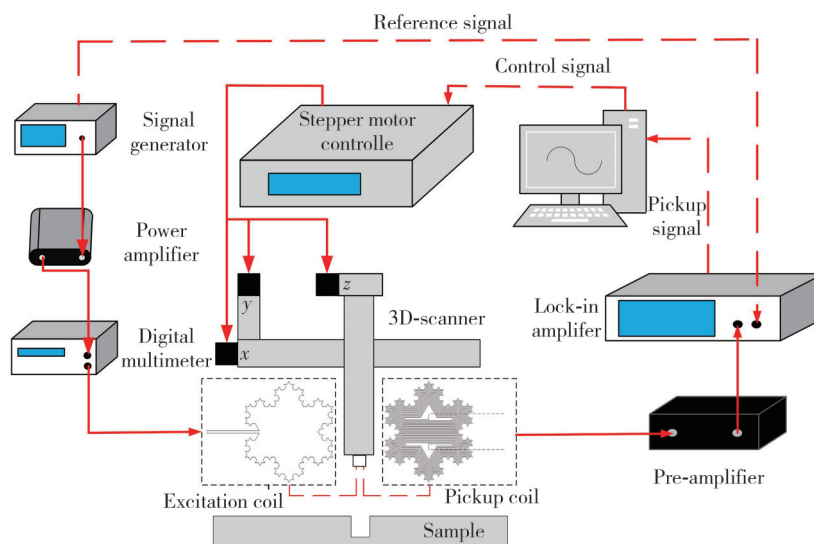 Reference signal
Control signal
Signal
generator
Stepper motor
controlle
Pickup
signal
Power
amplifier
z
y
3D-scanner
Lock-in
amplifer
Digital
multimeter
x
Excitation coil
Pickup coil
Pre-amplifier
Sample